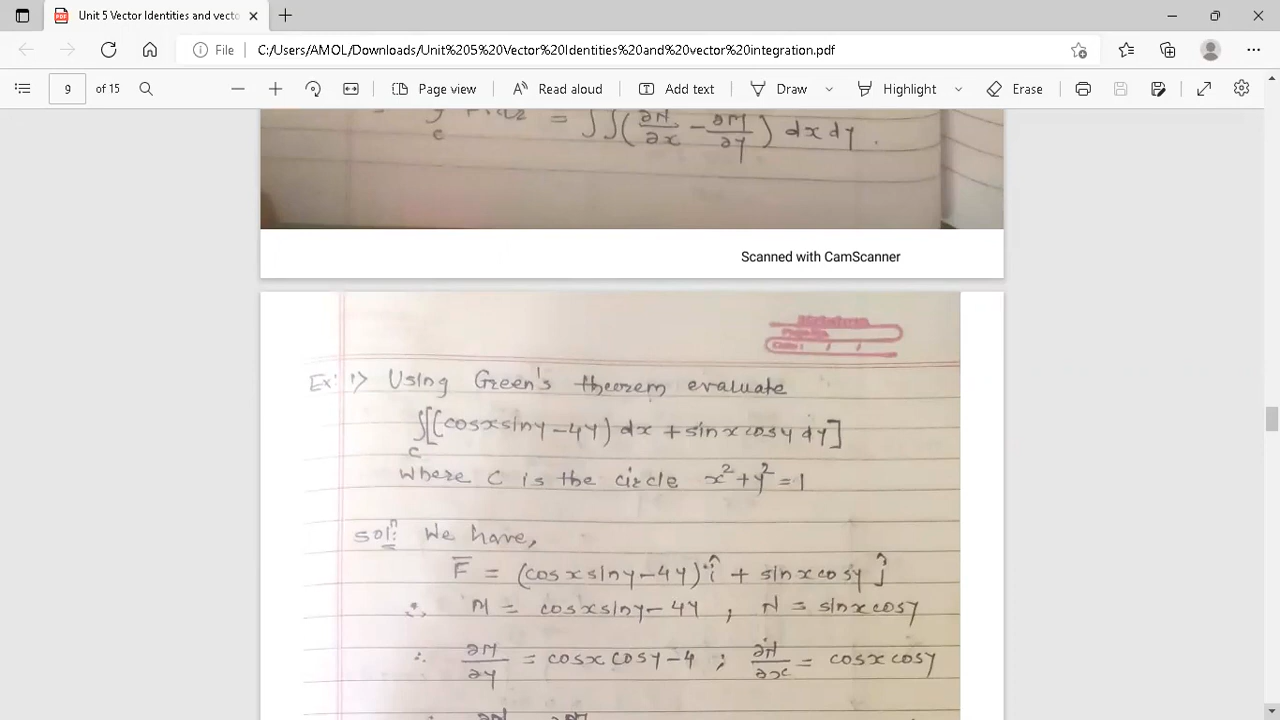 Unit 5 Vector Identities and vecto
File C:/Users/AMOL/Downloads/Unit%205%20Vector%20Identities%20and%20vector%20integration.pdf
9 of 15 Page view Read aloud Add text Draw Highlight Erase
= ∫∫(∂N/∂x − ∂M/∂y) dx dy.
c
Scanned with CamScanner
Ex: 1> Using Green's theorem evaluate
∫[(cosx siny − 4y) dx + sinx cosy dy]
c
where C is the circle x² + y² = 1
Solⁿ: We have,
F̅ = (cosx siny − 4y) î + sinx cosy ĵ
∴ M = cosx siny − 4y , N = sinx cosy
∴ ∂M/∂y = cosx cosy − 4 ; ∂N/∂x = cosx cosy